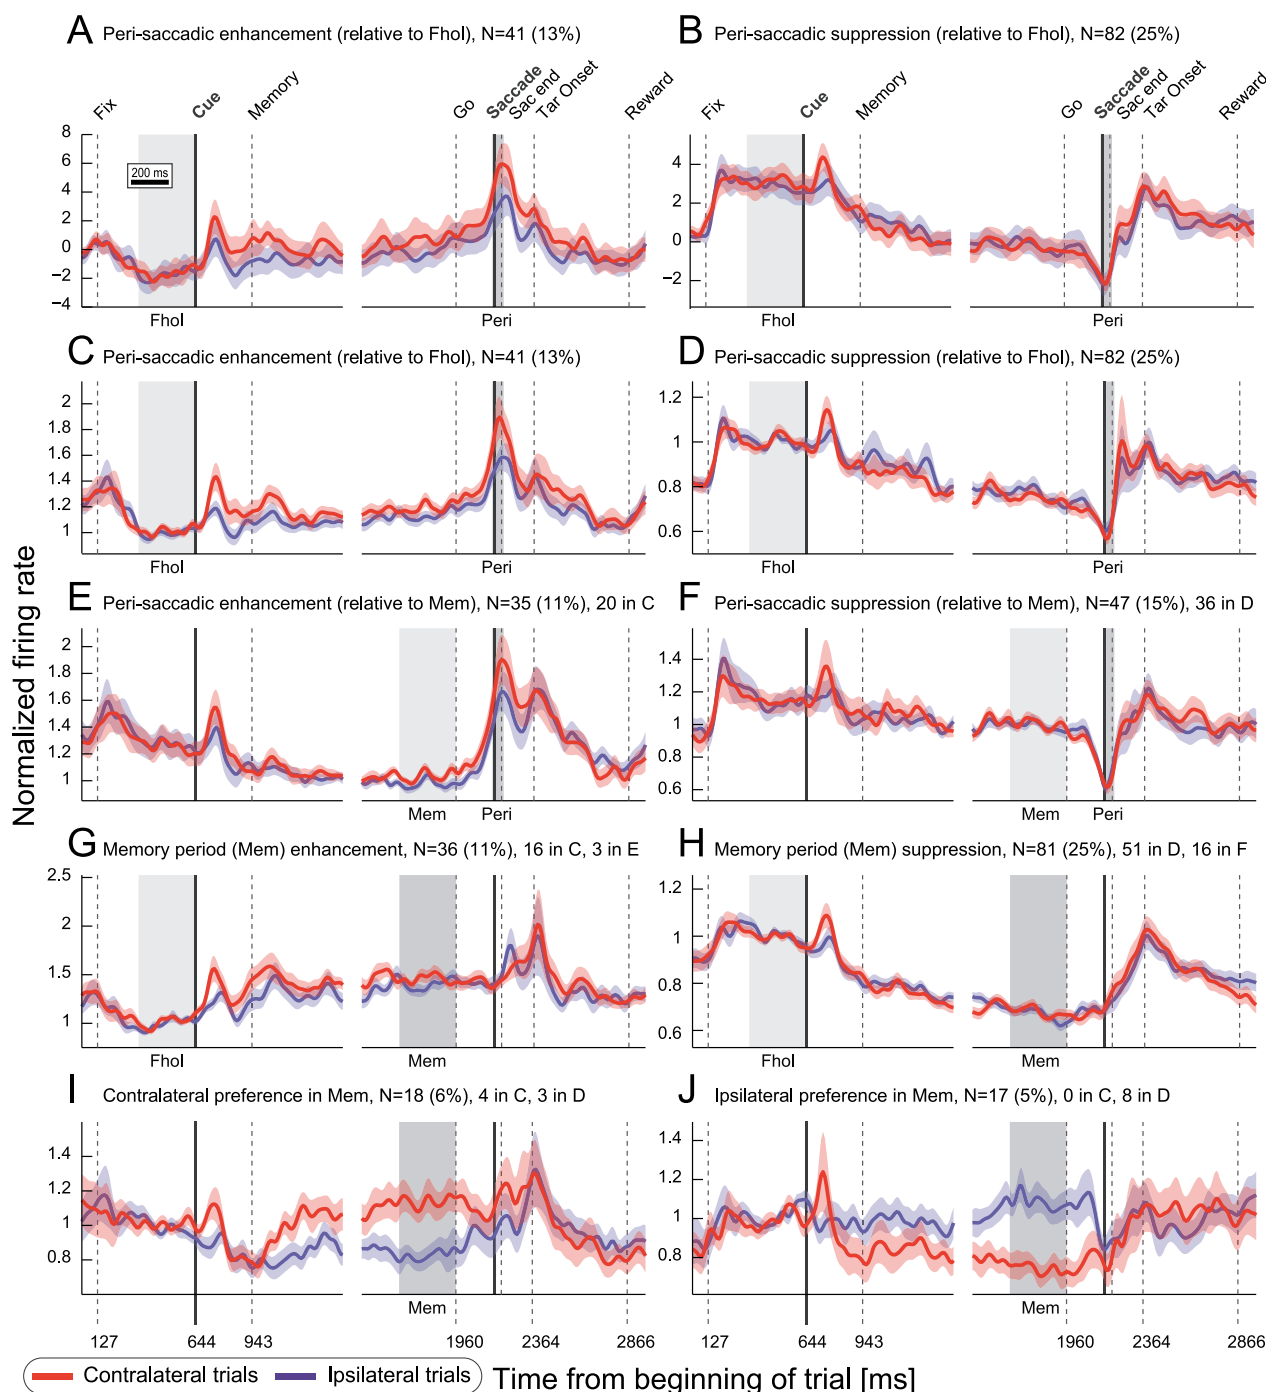 A Peri-saccadic enhancement (relative to Fhol), N=41 (13%)
Fix Cue Memory Go Saccade Sac end Tar Onset Reward
8
6
4
2
0
−2
−4
200 ms
Fhol Peri
B Peri-saccadic suppression (relative to Fhol), N=82 (25%)
Fix Cue Memory Go Saccade Sac end Tar Onset Reward
4
2
0
−2
Fhol Peri
C Peri-saccadic enhancement (relative to Fhol), N=41 (13%)
2
1.8
1.6
1.4
1.2
1
Fhol Peri
D Peri-saccadic suppression (relative to Fhol), N=82 (25%)
1.2
1
0.8
0.6
Fhol Peri
Normalized firing rate
E Peri-saccadic enhancement (relative to Mem), N=35 (11%), 20 in C
2
1.8
1.6
1.4
1.2
1
Mem Peri
F Peri-saccadic suppression (relative to Mem), N=47 (15%), 36 in D
1.4
1.2
1
0.8
0.6
Mem Peri
G Memory period (Mem) enhancement, N=36 (11%), 16 in C, 3 in E
2.5
2
1.5
1
Fhol Mem
H Memory period (Mem) suppression, N=81 (25%), 51 in D, 16 in F
1.2
1
0.8
0.6
Fhol Mem
I Contralateral preference in Mem, N=18 (6%), 4 in C, 3 in D
1.4
1.2
1
0.8
Mem
127 644 943 1960 2364 2866
J Ipsilateral preference in Mem, N=17 (5%), 0 in C, 8 in D
1.4
1.2
1
0.8
Mem
127 644 943 1960 2364 2866
Contralateral trials Ipsilateral trials
Time from beginning of trial [ms]